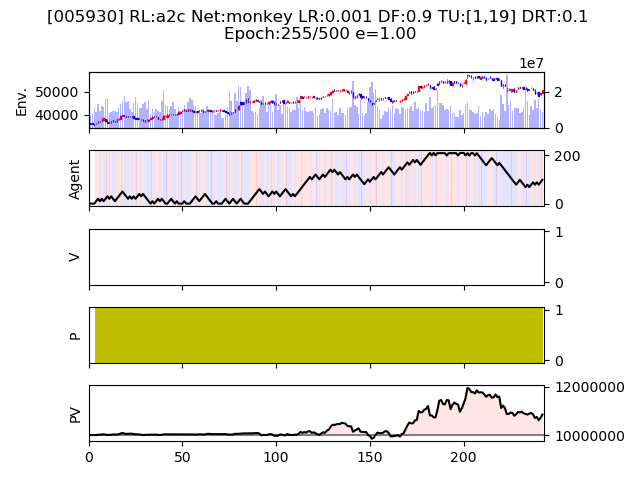 [005930] RL:a2c Net:monkey LR:0.001 DF:0.9 TU:[1,19] DRT:0.1
Epoch:255/500 e=1.00
1e7
Env.
50000
40000
2
0
Agent
200
0
V
1
0
P
1
0
PV
12000000
10000000
0 50 100 150 200